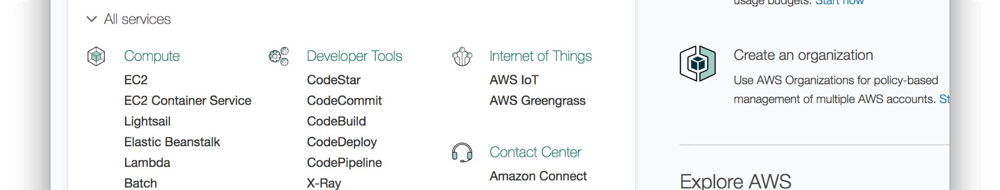 All services
Compute
EC2
EC2 Container Service
Lightsail
Elastic Beanstalk
Lambda
Batch
Developer Tools
CodeStar
CodeCommit
CodeBuild
CodeDeploy
CodePipeline
X-Ray
Internet of Things
AWS IoT
AWS Greengrass
Contact Center
Amazon Connect
usage budgets. Start now
Create an organization
Use AWS Organizations for policy-based
management of multiple AWS accounts. St
Explore AWS